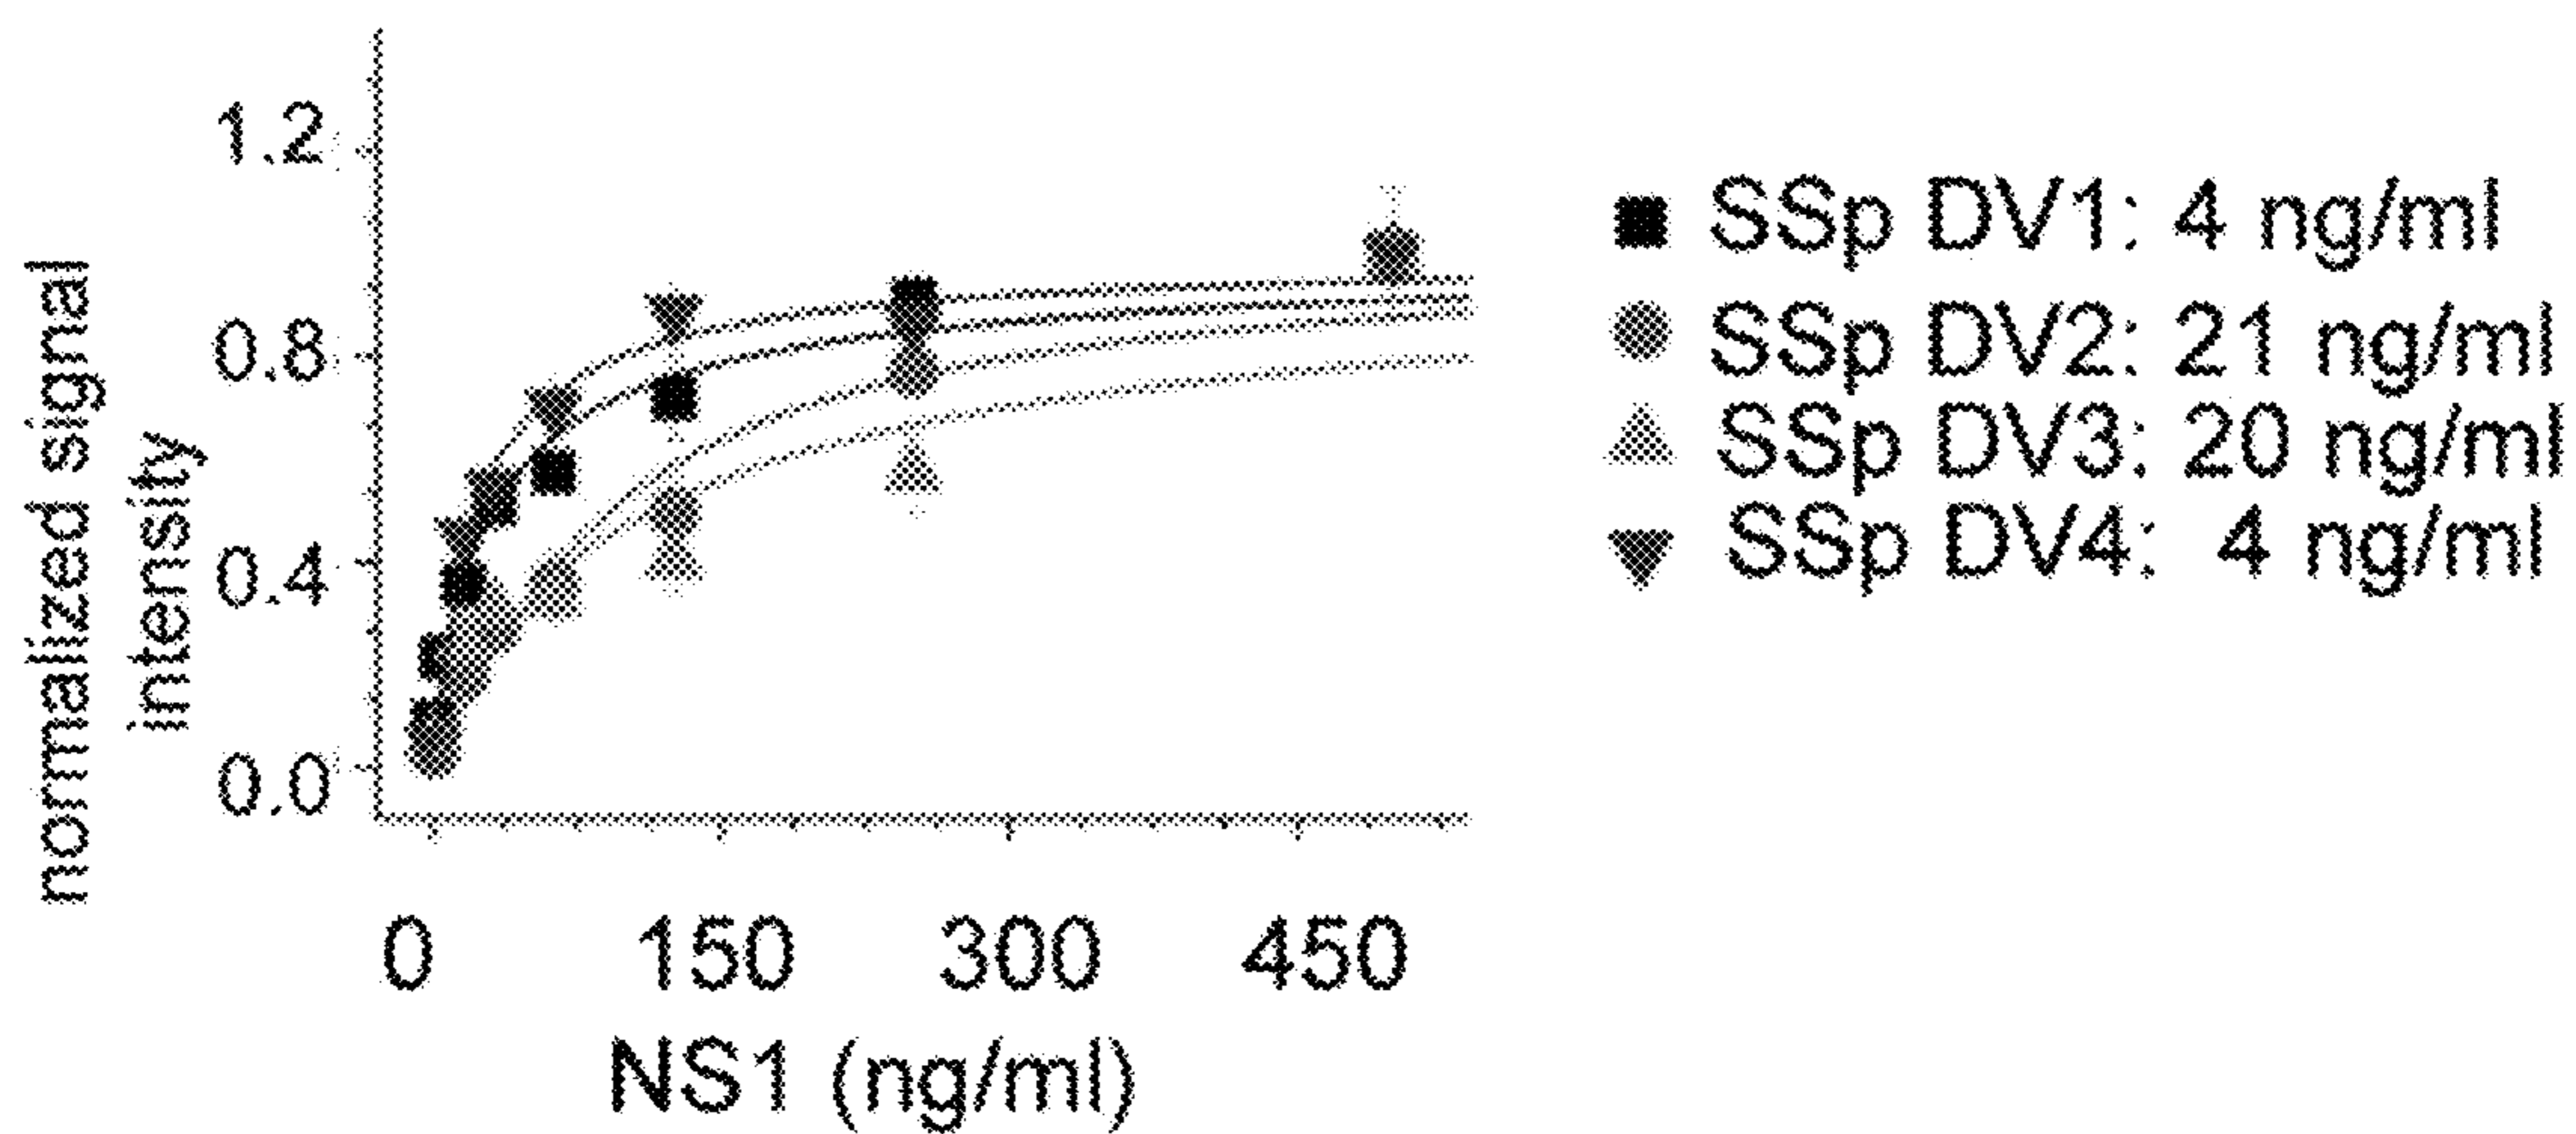 normalized signal
intensity
1.2
0.8
0.4
0.0
0 150 300 450
NS1 (ng/ml)
SSp DV1: 4 ng/ml
SSp DV2: 21 ng/ml
SSp DV3: 20 ng/ml
SSp DV4: 4 ng/ml